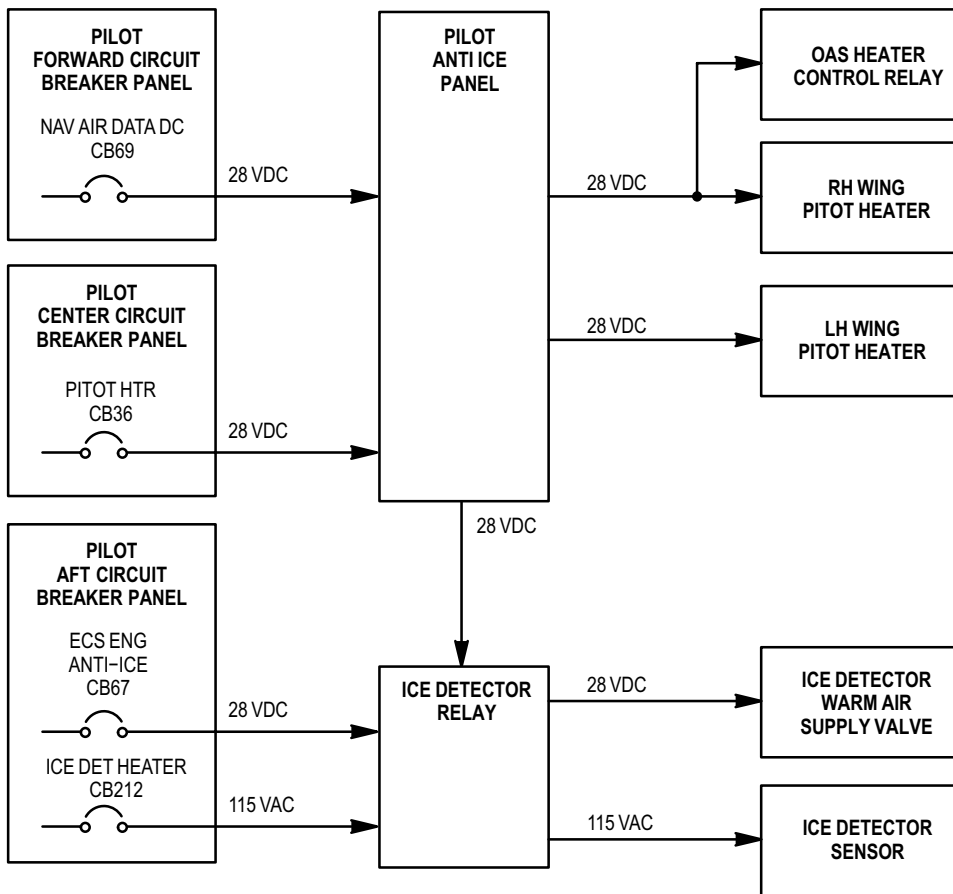 PILOT
FORWARD CIRCUIT
BREAKER PANEL
NAV AIR DATA DC
CB69
28 VDC
PILOT
CENTER CIRCUIT
BREAKER PANEL
PITOT HTR
CB36
28 VDC
PILOT
AFT CIRCUIT
BREAKER PANEL
ECS ENG
ANTI−ICE
CB67
28 VDC
ICE DET HEATER
CB212
115 VAC
PILOT
ANTI ICE
PANEL
28 VDC
28 VDC
28 VDC
ICE DETECTOR
RELAY
28 VDC
115 VAC
OAS HEATER
CONTROL RELAY
RH WING
PITOT HEATER
LH WING
PITOT HEATER
ICE DETECTOR
WARM AIR
SUPPLY VALVE
ICE DETECTOR
SENSOR